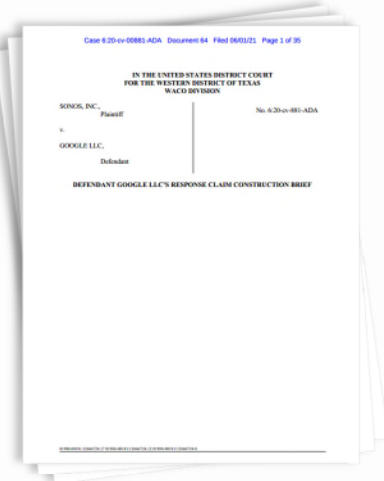 Case 6:20-cv-00881-ADA Document 64 Filed 06/01/21 Page 1 of 35
IN THE UNITED STATES DISTRICT COURT
FOR THE WESTERN DISTRICT OF TEXAS
WACO DIVISION
SONOS, INC.,
Plaintiff
No. 6:20-cv-881-ADA
v.
GOOGLE LLC,
Defendant
DEFENDANT GOOGLE LLC'S RESPONSE CLAIM CONSTRUCTION BRIEF